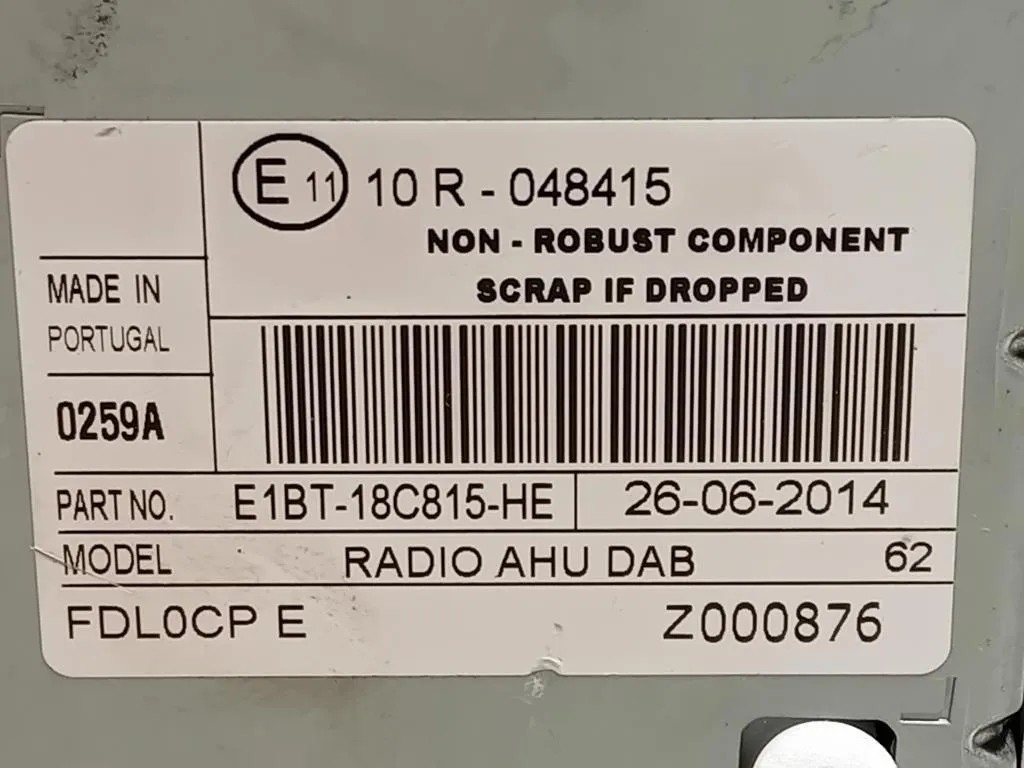 E 11 10 R - 048415
NON - ROBUST COMPONENT
SCRAP IF DROPPED
MADE IN
PORTUGAL
0259A
PART NO. E1BT-18C815-HE 26-06-2014
MODEL RADIO AHU DAB 62
FDL0CP E Z000876